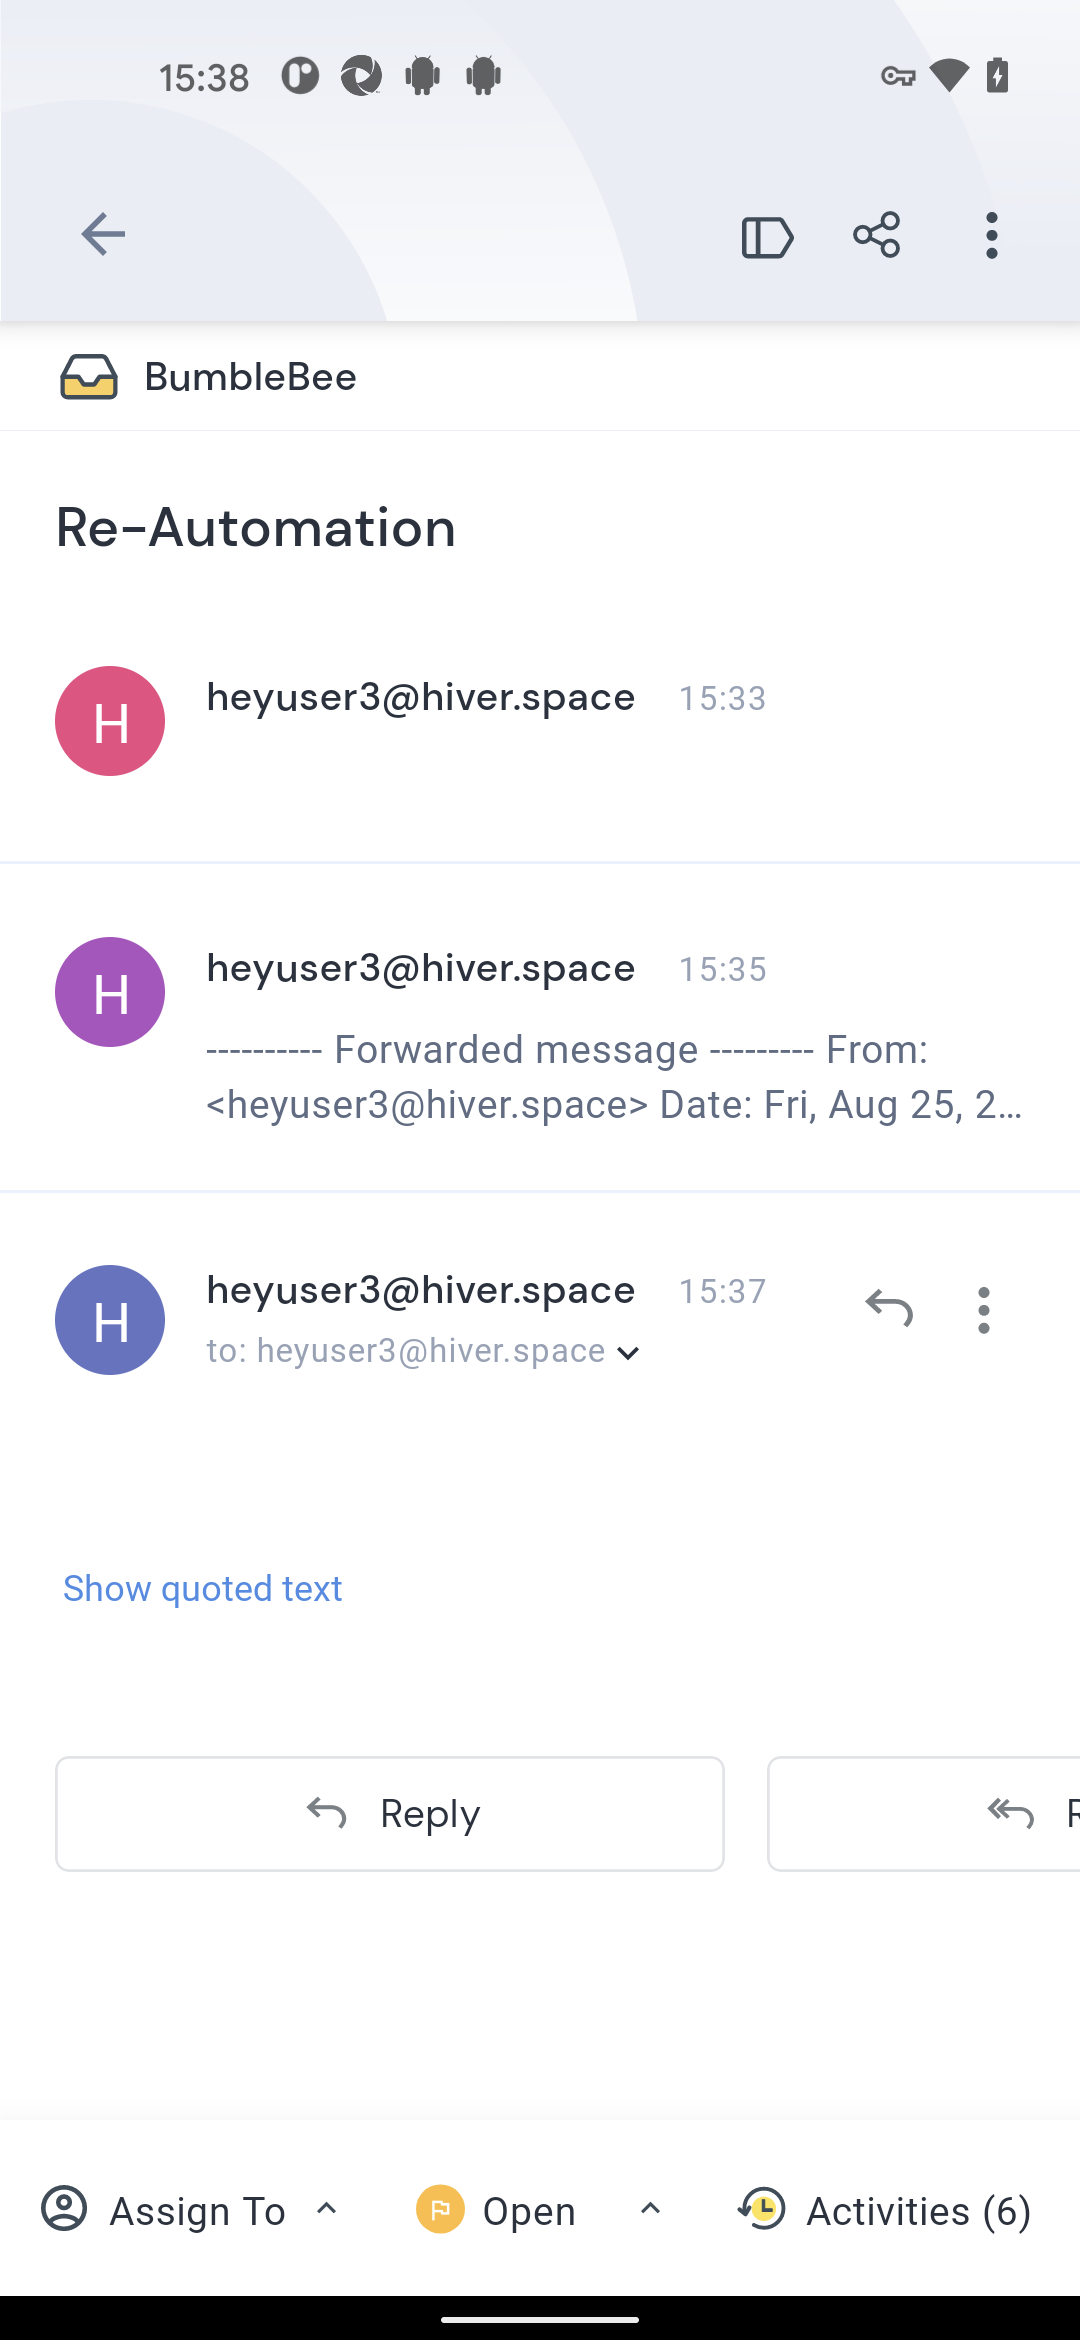 15:38
BumbleBee
Re-Automation
H
heyuser3@hiver.space 15:33
H
heyuser3@hiver.space 15:35
---------- Forwarded message --------- From:
<heyuser3@hiver.space> Date: Fri, Aug 25, 2...
H
heyuser3@hiver.space 15:37
to: heyuser3@hiver.space
Show quoted text
Reply
Assign To Open Activities (6)